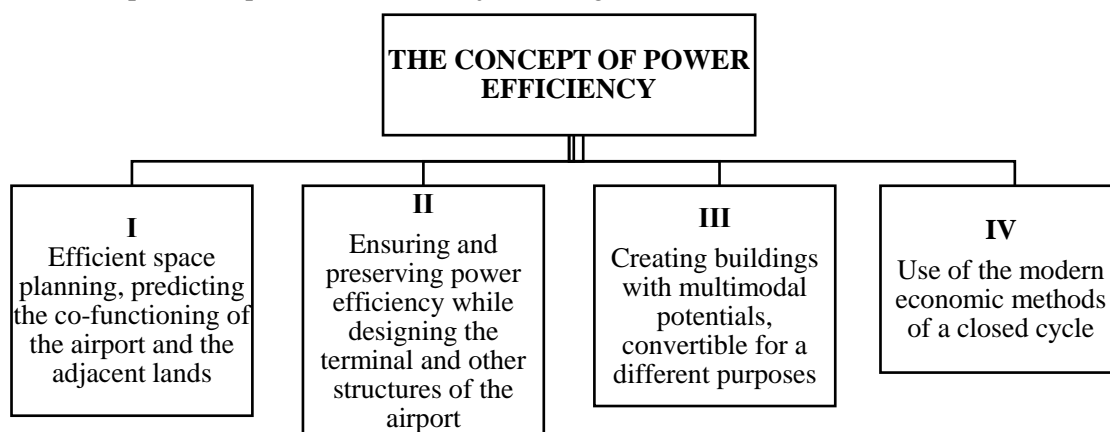 THE CONCEPT OF POWER
EFFICIENCY
I
Efficient space
planning, predicting
the co-functioning of
the airport and the
adjacent lands
II
Ensuring and
preserving power
efficiency while
designing the
terminal and other
structures of the
airport
III
Creating buildings
with multimodal
potentials,
convertible for a
different purposes
IV
Use of the modern
economic methods
of a closed cycle